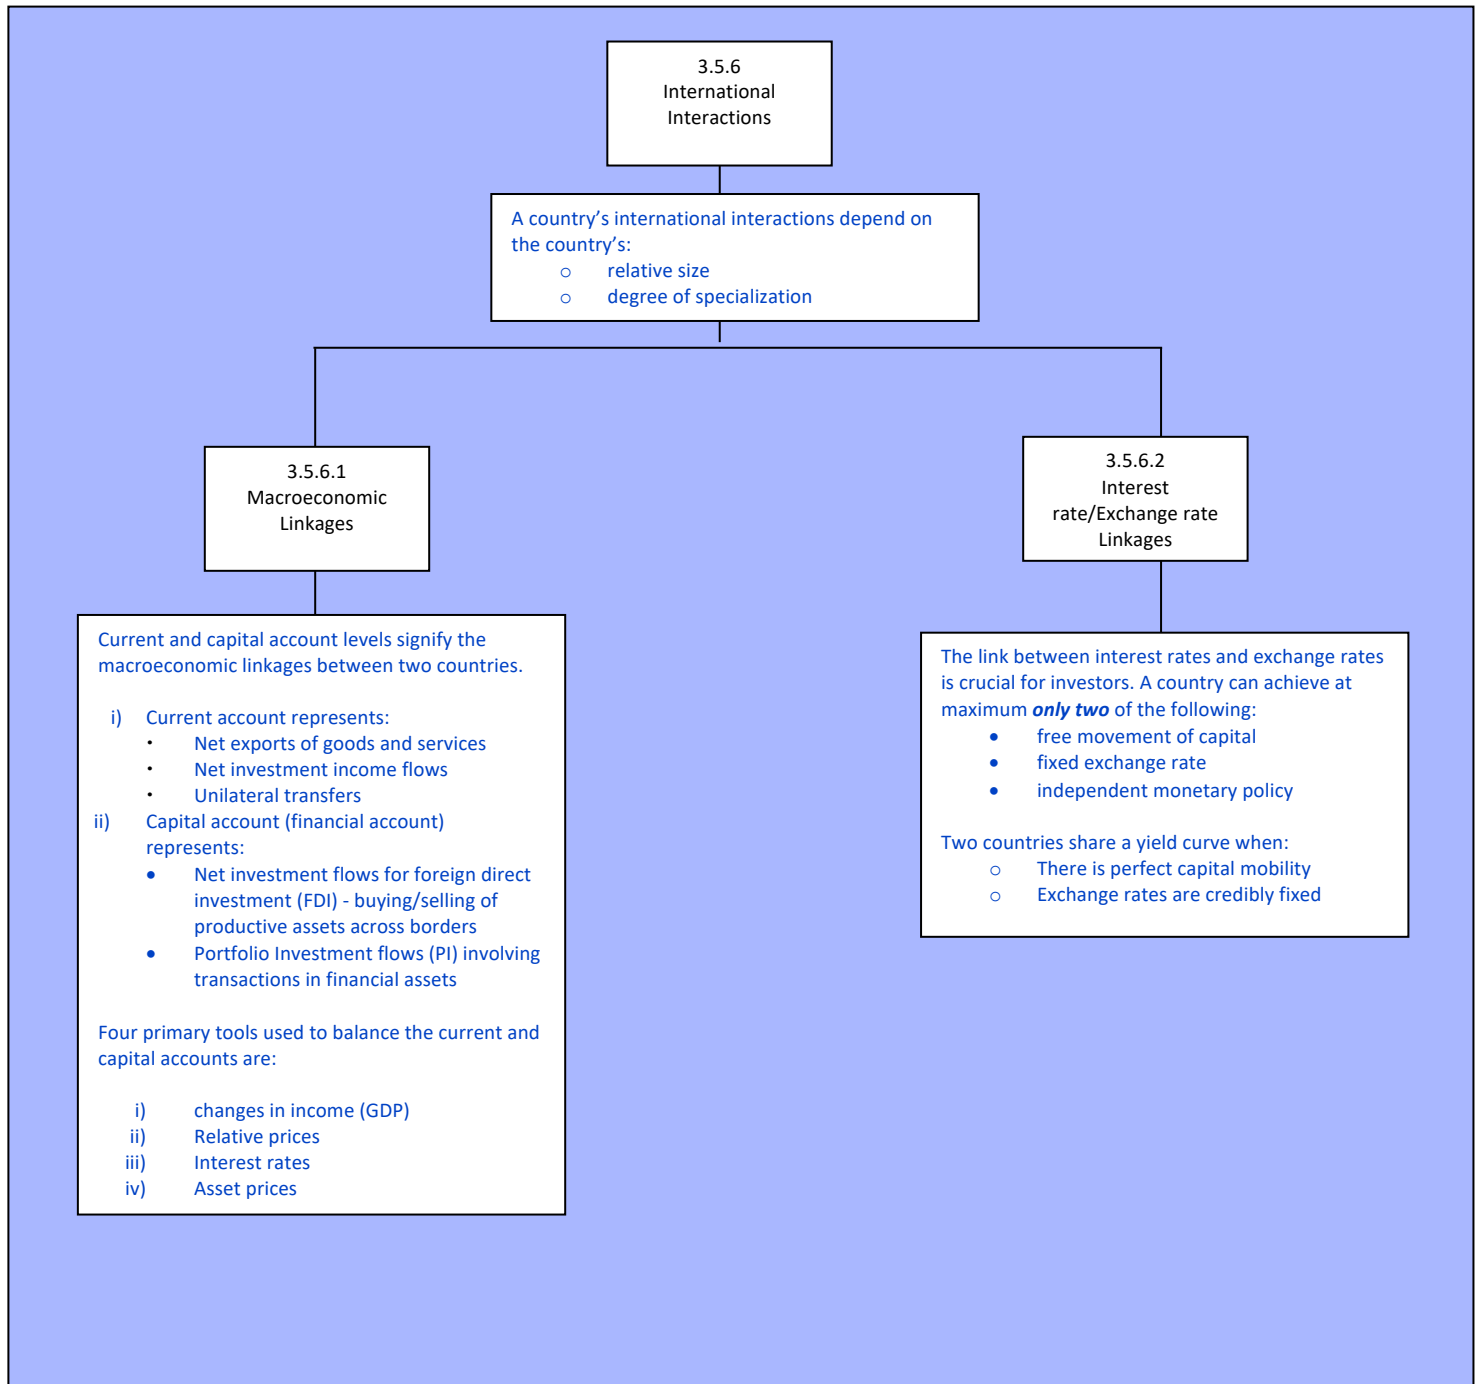 3.5.6
International
Interactions
A country’s international interactions depend on
the country’s:
o relative size
o degree of specialization
3.5.6.1
Macroeconomic
Linkages
Current and capital account levels signify the
macroeconomic linkages between two countries.
i) Current account represents:
· Net exports of goods and services
· Net investment income flows
· Unilateral transfers
ii) Capital account (financial account)
represents:
• Net investment flows for foreign direct
investment (FDI) - buying/selling of
productive assets across borders
• Portfolio Investment flows (PI) involving
transactions in financial assets
Four primary tools used to balance the current and
capital accounts are:
i) changes in income (GDP)
ii) Relative prices
iii) Interest rates
iv) Asset prices
3.5.6.2
Interest
rate/Exchange rate
Linkages
The link between interest rates and exchange rates
is crucial for investors. A country can achieve at
maximum only two of the following:
• free movement of capital
• fixed exchange rate
• independent monetary policy
Two countries share a yield curve when:
o There is perfect capital mobility
o Exchange rates are credibly fixed